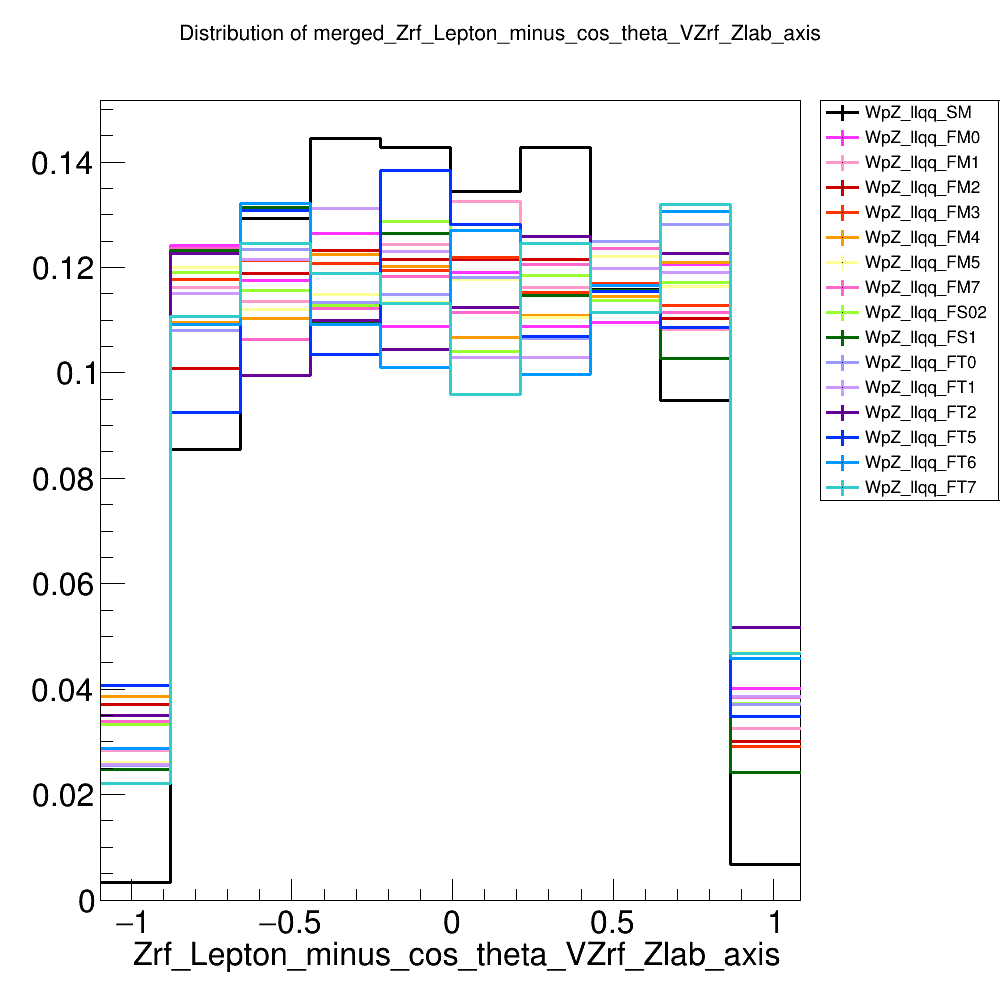 Distribution of merged_Zrf_Lepton_minus_cos_theta_VZrf_Zlab_axis
0.14
0.12
0.1
0.08
0.06
0.04
0.02
0
−1
−0.5
0
0.5
1
Zrf_Lepton_minus_cos_theta_VZrf_Zlab_axis
WpZ_llqq_SM
WpZ_llqq_FM0
WpZ_llqq_FM1
WpZ_llqq_FM2
WpZ_llqq_FM3
WpZ_llqq_FM4
WpZ_llqq_FM5
WpZ_llqq_FM7
WpZ_llqq_FS02
WpZ_llqq_FS1
WpZ_llqq_FT0
WpZ_llqq_FT1
WpZ_llqq_FT2
WpZ_llqq_FT5
WpZ_llqq_FT6
WpZ_llqq_FT7